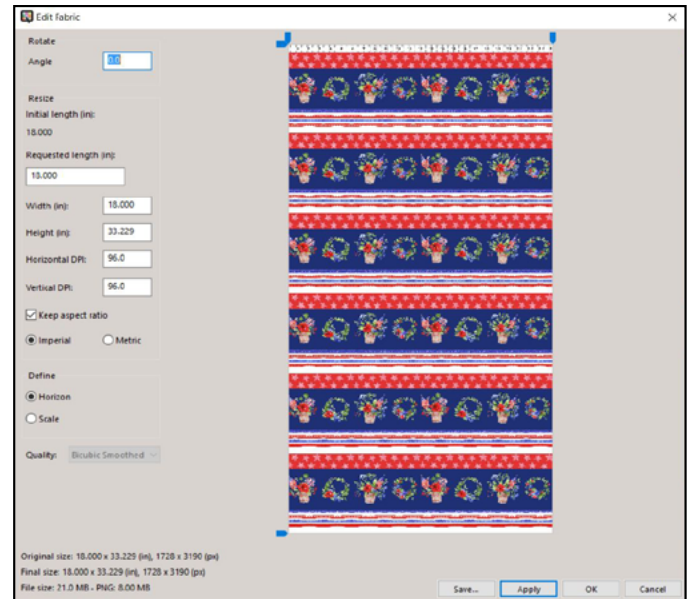 Edit Fabric
Rotate
Angle 0.0
Resize
Initial length (in):
18.000
Requested length (in):
18.000
Width (in): 18.000
Height (in): 33.229
Horizontal DPI: 96.0
Vertical DPI: 96.0
Keep aspect ratio
Imperial Metric
Define
Horizon
Scale
Quality: Bicubic Smoothed
Original size: 18.000 x 33.229 (in), 1728 x 3190 (px)
Final size: 18.000 x 33.229 (in), 1728 x 3190 (px)
File size: 21.0 MB - PNG: 8.00 MB
Save... Apply OK Cancel